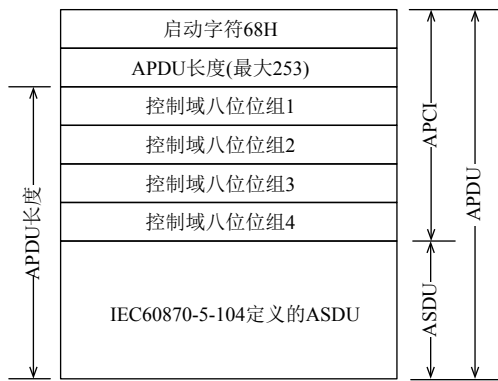 启动字符68H
APDU长度(最大253)
控制域八位位组1
控制域八位位组2
控制域八位位组3
控制域八位位组4
IEC60870-5-104定义的ASDU
APDU长度
APCI
ASDU
APDU